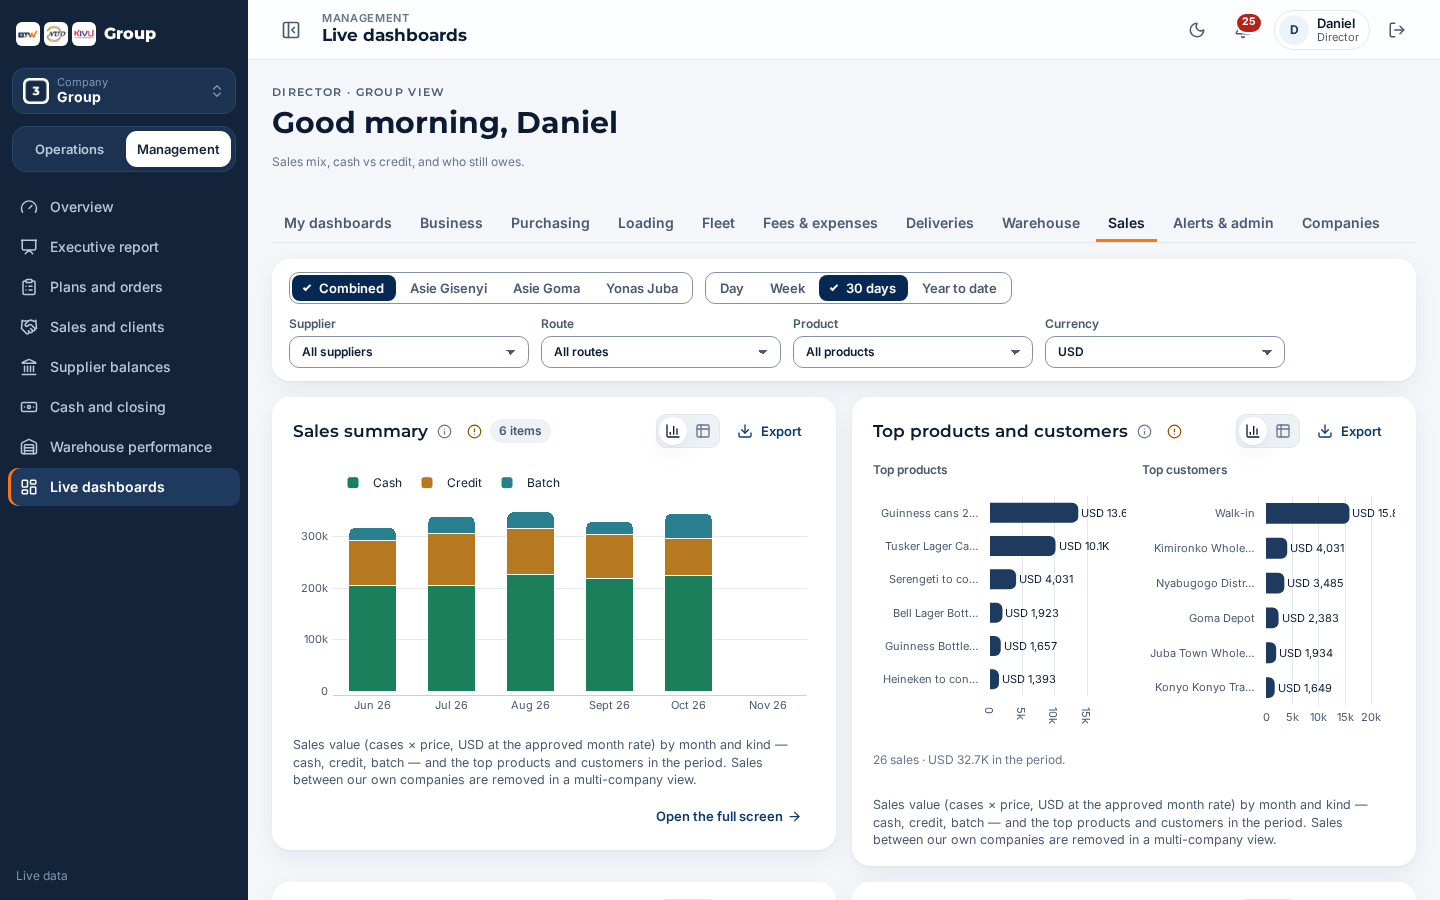 BTW NTD KIVU Group
Company
3 Group
Operations Management
Overview
Executive report
Plans and orders
Sales and clients
Supplier balances
Cash and closing
Warehouse performance
Live dashboards
Live data
MANAGEMENT
Live dashboards
25
D Daniel
Director
DIRECTOR · GROUP VIEW
Good morning, Daniel
Sales mix, cash vs credit, and who still owes.
My dashboards Business Purchasing Loading Fleet Fees & expenses Deliveries Warehouse Sales Alerts & admin Companies
Combined Asie Gisenyi Asie Goma Yonas Juba Day Week 30 days Year to date
Supplier Route Product Currency
All suppliers All routes All products USD
Sales summary 6 items Export
Cash Credit Batch
300k
200k
100k
0
Jun 26 Jul 26 Aug 26 Sept 26 Oct 26 Nov 26
Sales value (cases × price, USD at the approved month rate) by month and kind —
cash, credit, batch — and the top products and customers in the period. Sales
between our own companies are removed in a multi-company view.
Open the full screen →
Top products and customers Export
Top products
Guinness cans 2... USD 13.6
Tusker Lager Ca... USD 10.1K
Serengeti to co... USD 4,031
Bell Lager Bott... USD 1,923
Guinness Bottle... USD 1,657
Heineken to con... USD 1,393
0 5k 10k 15k
Top customers
Walk-in USD 15.8
Kimironko Whole... USD 4,031
Nyabugogo Distr... USD 3,485
Goma Depot USD 2,383
Juba Town Whole... USD 1,934
Konyo Konyo Tra... USD 1,649
0 5k 10k 15k 20k
26 sales · USD 32.7K in the period.
Sales value (cases × price, USD at the approved month rate) by month and kind —
cash, credit, batch — and the top products and customers in the period. Sales
between our own companies are removed in a multi-company view.